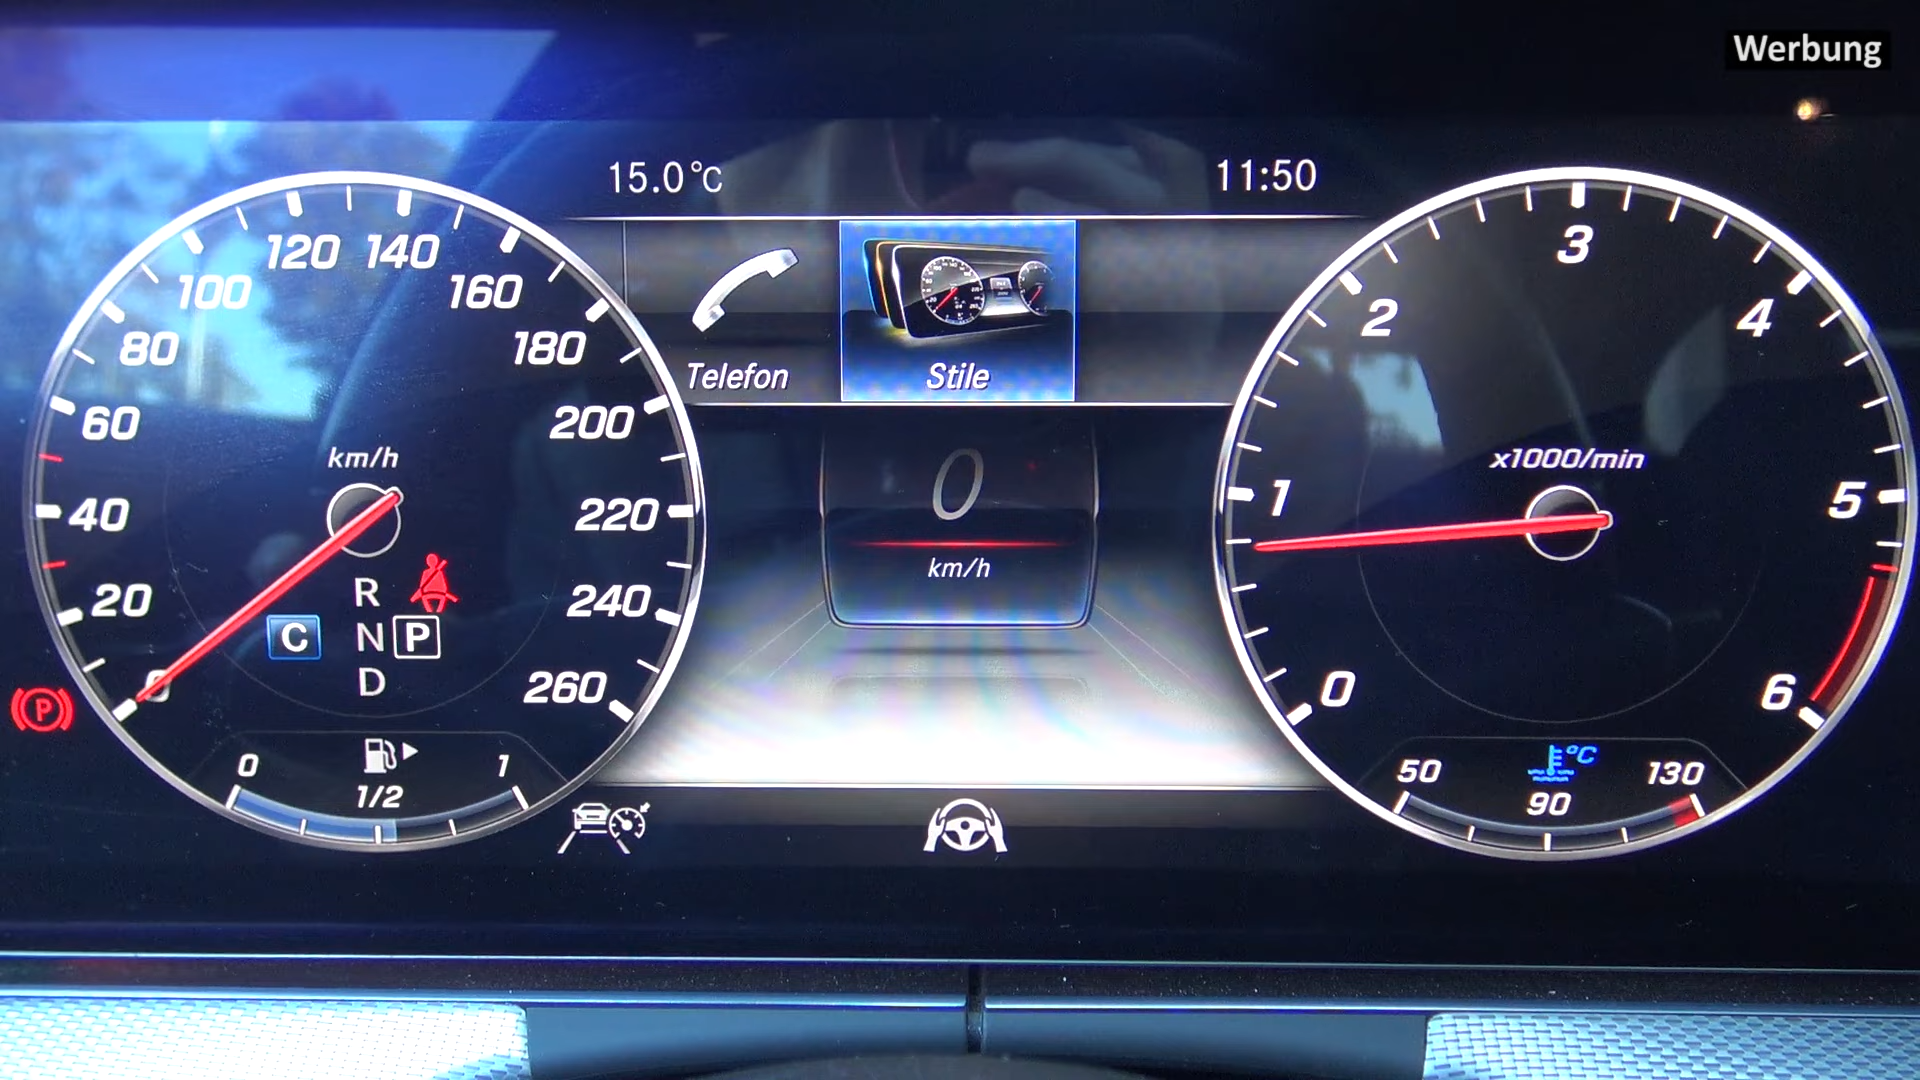 Werbung
15.0°C
11:50
Telefon
Stile
km/h
0
20
40
60
80
100
120
140
160
180
200
220
240
260
R
N
D
C
P
P
0
1/2
1
0
km/h
x1000/min
0
1
2
3
4
5
6
°C
50
90
130